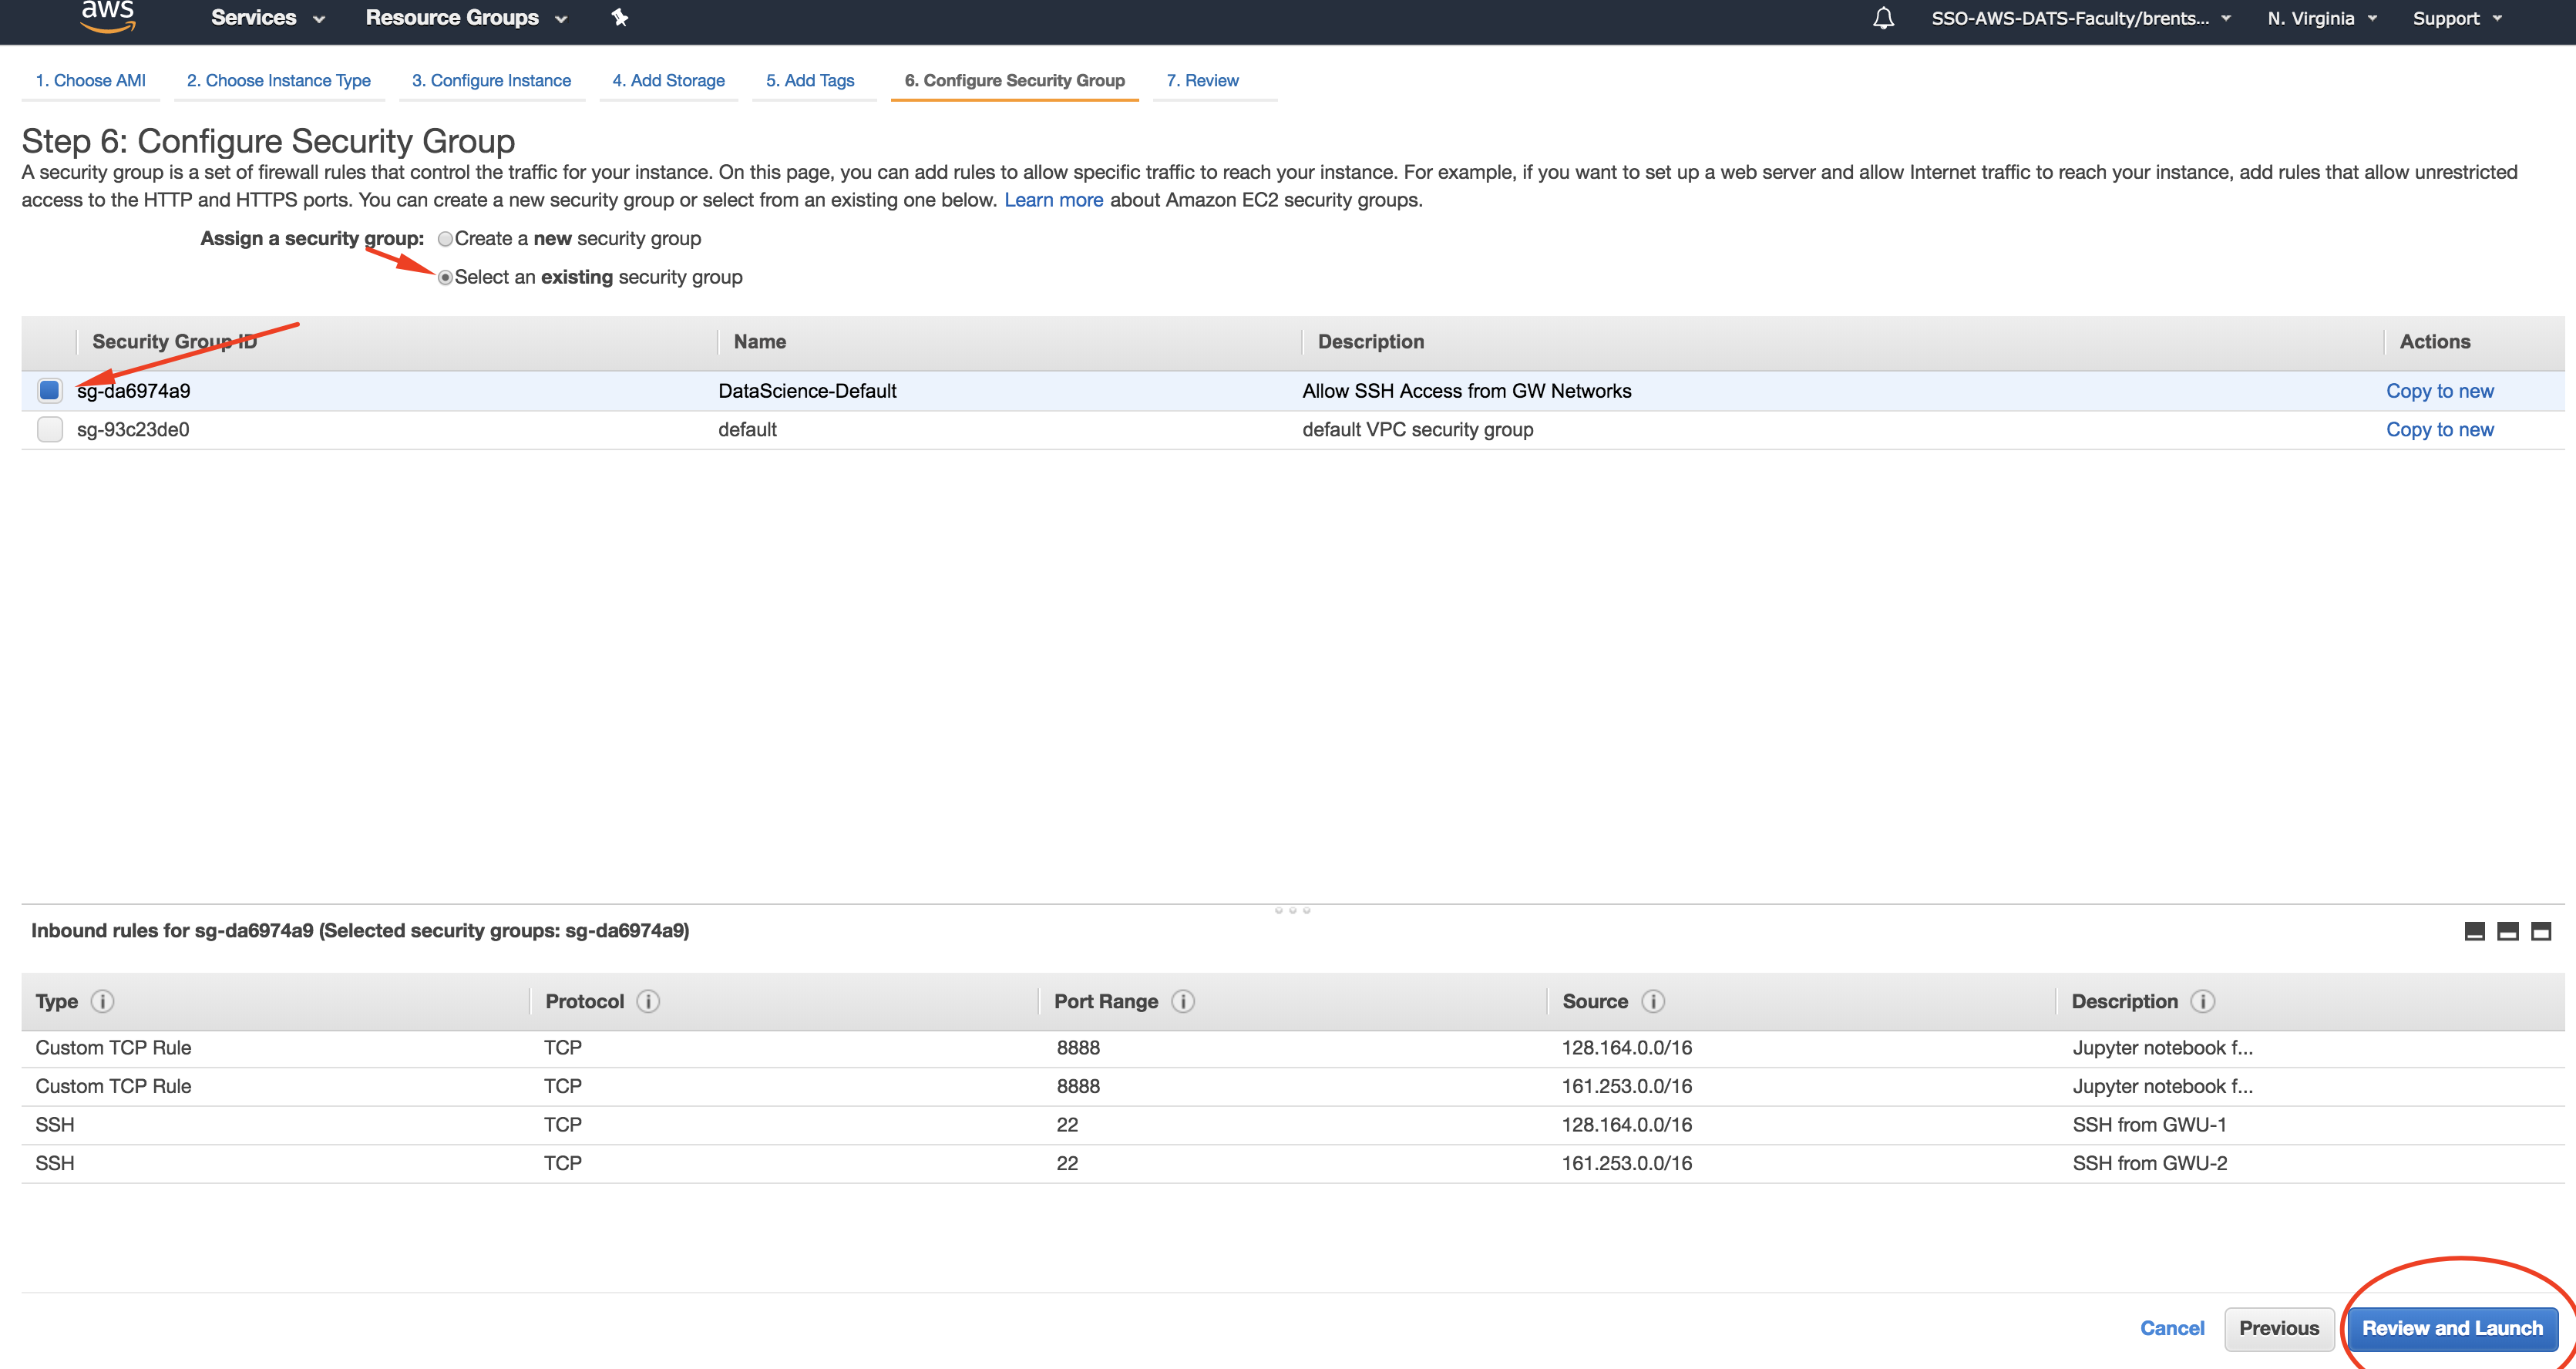 aws Services Resource Groups SSO-AWS-DATS-Faculty/brents... N. Virginia Support
1. Choose AMI 2. Choose Instance Type 3. Configure Instance 4. Add Storage 5. Add Tags 6. Configure Security Group 7. Review
Step 6: Configure Security Group
A security group is a set of firewall rules that control the traffic for your instance. On this page, you can add rules to allow specific traffic to reach your instance. For example, if you want to set up a web server and allow Internet traffic to reach your instance, add rules that allow unrestricted
access to the HTTP and HTTPS ports. You can create a new security group or select from an existing one below. Learn more about Amazon EC2 security groups.
Assign a security group: Create a new security group
Select an existing security group
Security Group ID Name Description Actions
sg-da6974a9 DataScience-Default Allow SSH Access from GW Networks Copy to new
sg-93c23de0 default default VPC security group Copy to new
Inbound rules for sg-da6974a9 (Selected security groups: sg-da6974a9)
Type Protocol Port Range Source Description
Custom TCP Rule TCP 8888 128.164.0.0/16 Jupyter notebook f...
Custom TCP Rule TCP 8888 161.253.0.0/16 Jupyter notebook f...
SSH TCP 22 128.164.0.0/16 SSH from GWU-1
SSH TCP 22 161.253.0.0/16 SSH from GWU-2
Cancel Previous Review and Launch